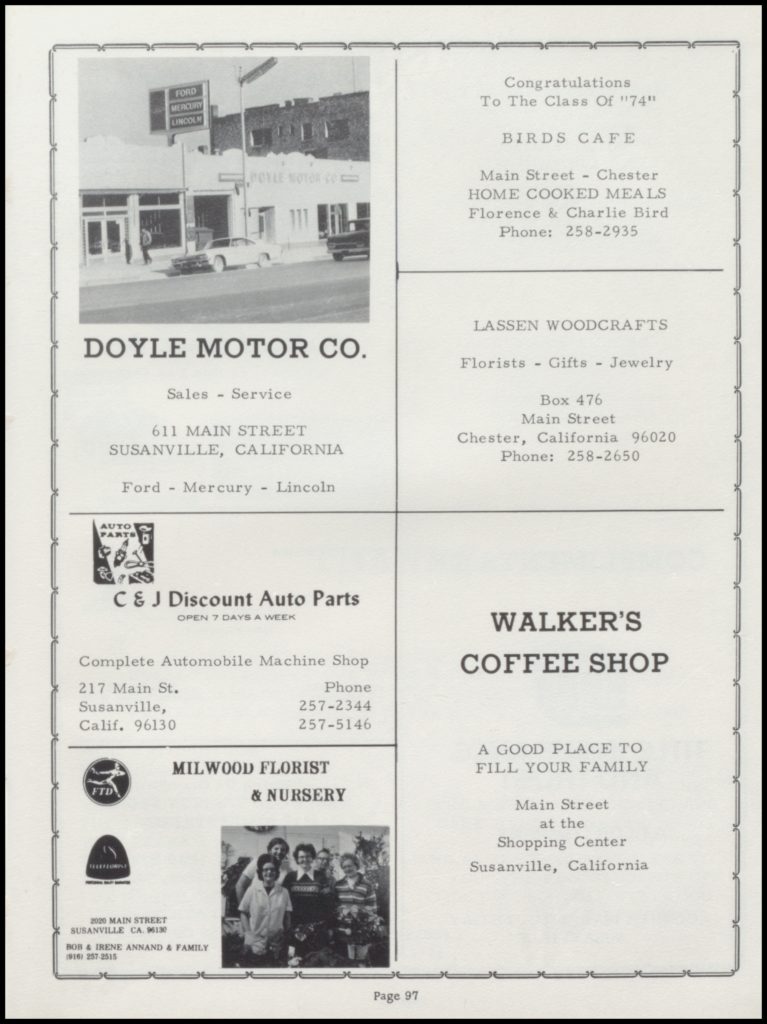 FORD
MERCURY
LINCOLN
DOYLE MOTOR CO
DOYLE MOTOR CO.
Sales - Service
611 MAIN STREET
SUSANVILLE, CALIFORNIA
Ford - Mercury - Lincoln
AUTO
PARTS
C & J Discount Auto Parts
OPEN 7 DAYS A WEEK
Complete Automobile Machine Shop
217 Main St. Phone
Susanville, 257-2344
Calif. 96130 257-5146
FTD
MILWOOD FLORIST
& NURSERY
TELEFLORIST
2020 MAIN STREET
SUSANVILLE CA. 96130
BOB & IRENE ANNAND & FAMILY
(916) 257-2515
Congratulations
To The Class Of "74"
BIRDS CAFE
Main Street - Chester
HOME COOKED MEALS
Florence & Charlie Bird
Phone: 258-2935
LASSEN WOODCRAFTS
Florists - Gifts - Jewelry
Box 476
Main Street
Chester, California 96020
Phone: 258-2650
WALKER'S
COFFEE SHOP
A GOOD PLACE TO
FILL YOUR FAMILY
Main Street
at the
Shopping Center
Susanville, California
Page 97